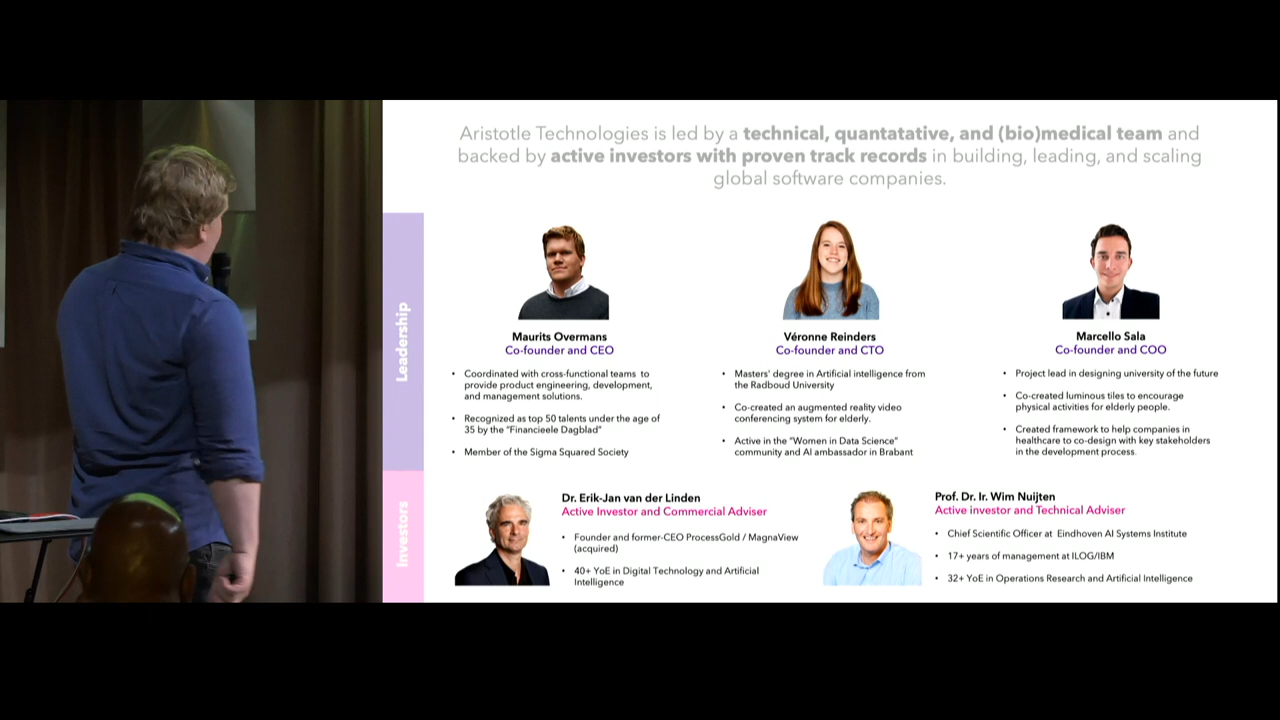 Aristotle Technologies is led by a technical, quantatative, and (bio)medical team and
backed by active investors with proven track records in building, leading, and scaling
global software companies.
Leadership
Maurits Overmans
Co-founder and CEO
• Coordinated with cross-functional teams to
provide product engineering, development,
and management solutions.
• Recognized as top 50 talents under the age of
35 by the "Financieele Dagblad"
• Member of the Sigma Squared Society
Véronne Reinders
Co-founder and CTO
• Masters' degree in Artificial intelligence from
the Radboud University
• Co-created an augmented reality video
conferencing system for elderly.
• Active in the "Women in Data Science"
community and AI ambassador in Brabant
Marcello Sala
Co-founder and COO
• Project lead in designing university of the future
• Co-created luminous tiles to encourage
physical activities for elderly people.
• Created framework to help companies in
healthcare to co-design with key stakeholders
in the development process.
Investors
Dr. Erik-Jan van der Linden
Active Investor and Commercial Adviser
• Founder and former-CEO ProcessGold / MagnaView
(acquired)
• 40+ YoE in Digital Technology and Artificial
Intelligence
Prof. Dr. Ir. Wim Nuijten
Active investor and Technical Adviser
• Chief Scientific Officer at Eindhoven AI Systems Institute
• 17+ years of management at ILOG/IBM
• 32+ YoE in Operations Research and Artificial Intelligence